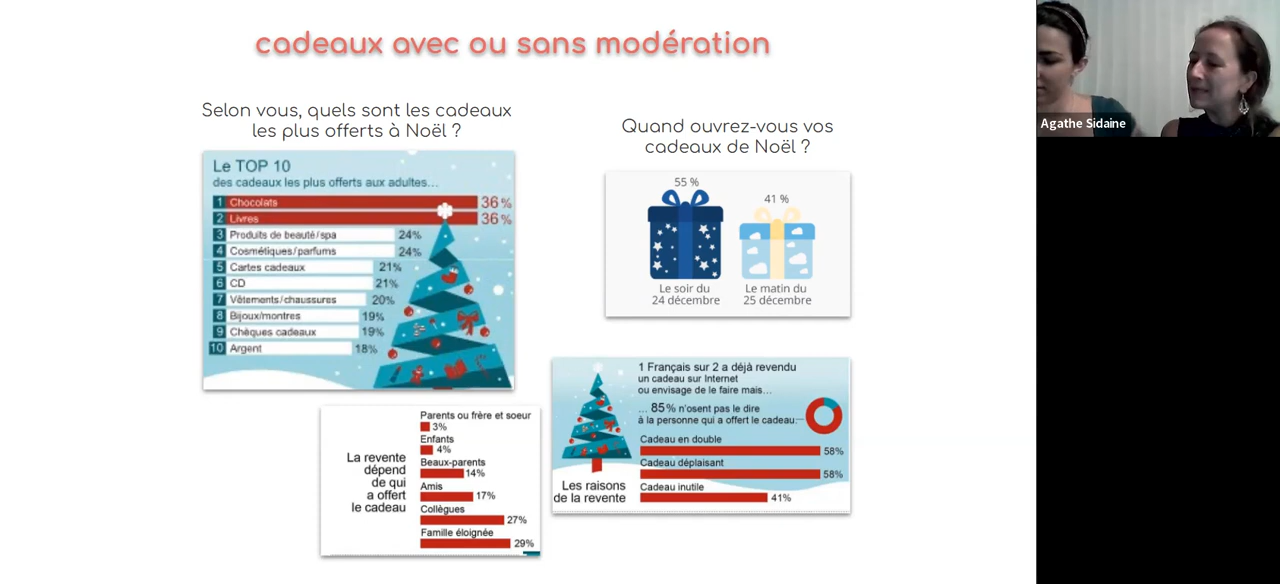 cadeaux avec ou sans modération
Selon vous, quels sont les cadeaux
les plus offerts à Noël ?
Le TOP 10
des cadeaux les plus offerts aux adultes...
1 Chocolats 36%
2 Livres 36%
3 Produits de beauté/spa 24%
4 Cosmétiques/parfums 24%
5 Cartes cadeaux 21%
6 CD 21%
7 Vêtements/chaussures 20%
8 Bijoux/montres 19%
9 Chèques cadeaux 19%
10 Argent 18%
Quand ouvrez-vous vos
cadeaux de Noël ?
55 %
Le soir du
24 décembre
41 %
Le matin du
25 décembre
La revente
dépend
de qui
a offert
le cadeau
Parents ou frère et soeur
3%
Enfants
4%
Beaux-parents
14%
Amis
17%
Collègues
27%
Famille éloignée
29%
1 Français sur 2 a déjà revendu
un cadeau sur Internet
ou envisage de le faire mais...
... 85% n'osent pas le dire
à la personne qui a offert le cadeau.
Les raisons
de la revente
Cadeau en double
58%
Cadeau déplaisant
58%
Cadeau inutile
41%
Agathe Sidaine